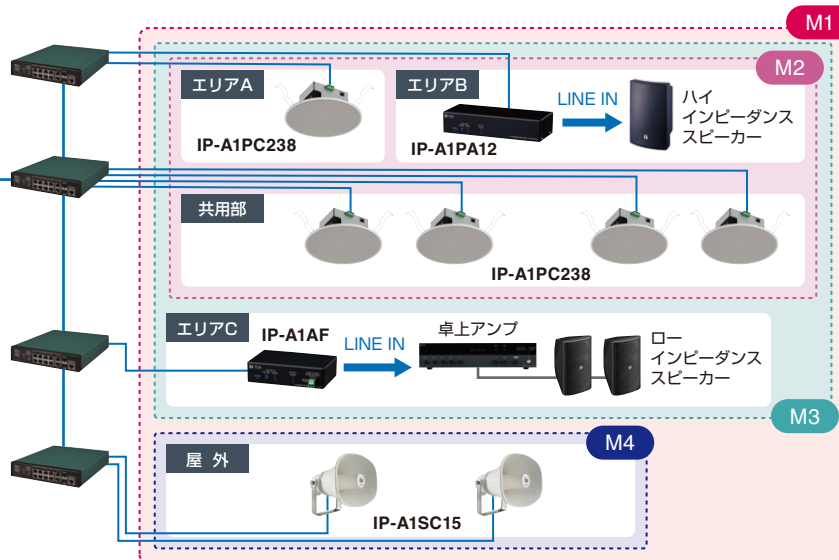 M1
M2
エリアA
IP-A1PC238
エリアB
IP-A1PA12
LINE IN
ハイ
インピーダンス
スピーカー
共用部
IP-A1PC238
エリアC
IP-A1AF
LINE IN
卓上アンプ
ロー
インピーダンス
スピーカー
M3
M4
屋 外
IP-A1SC15